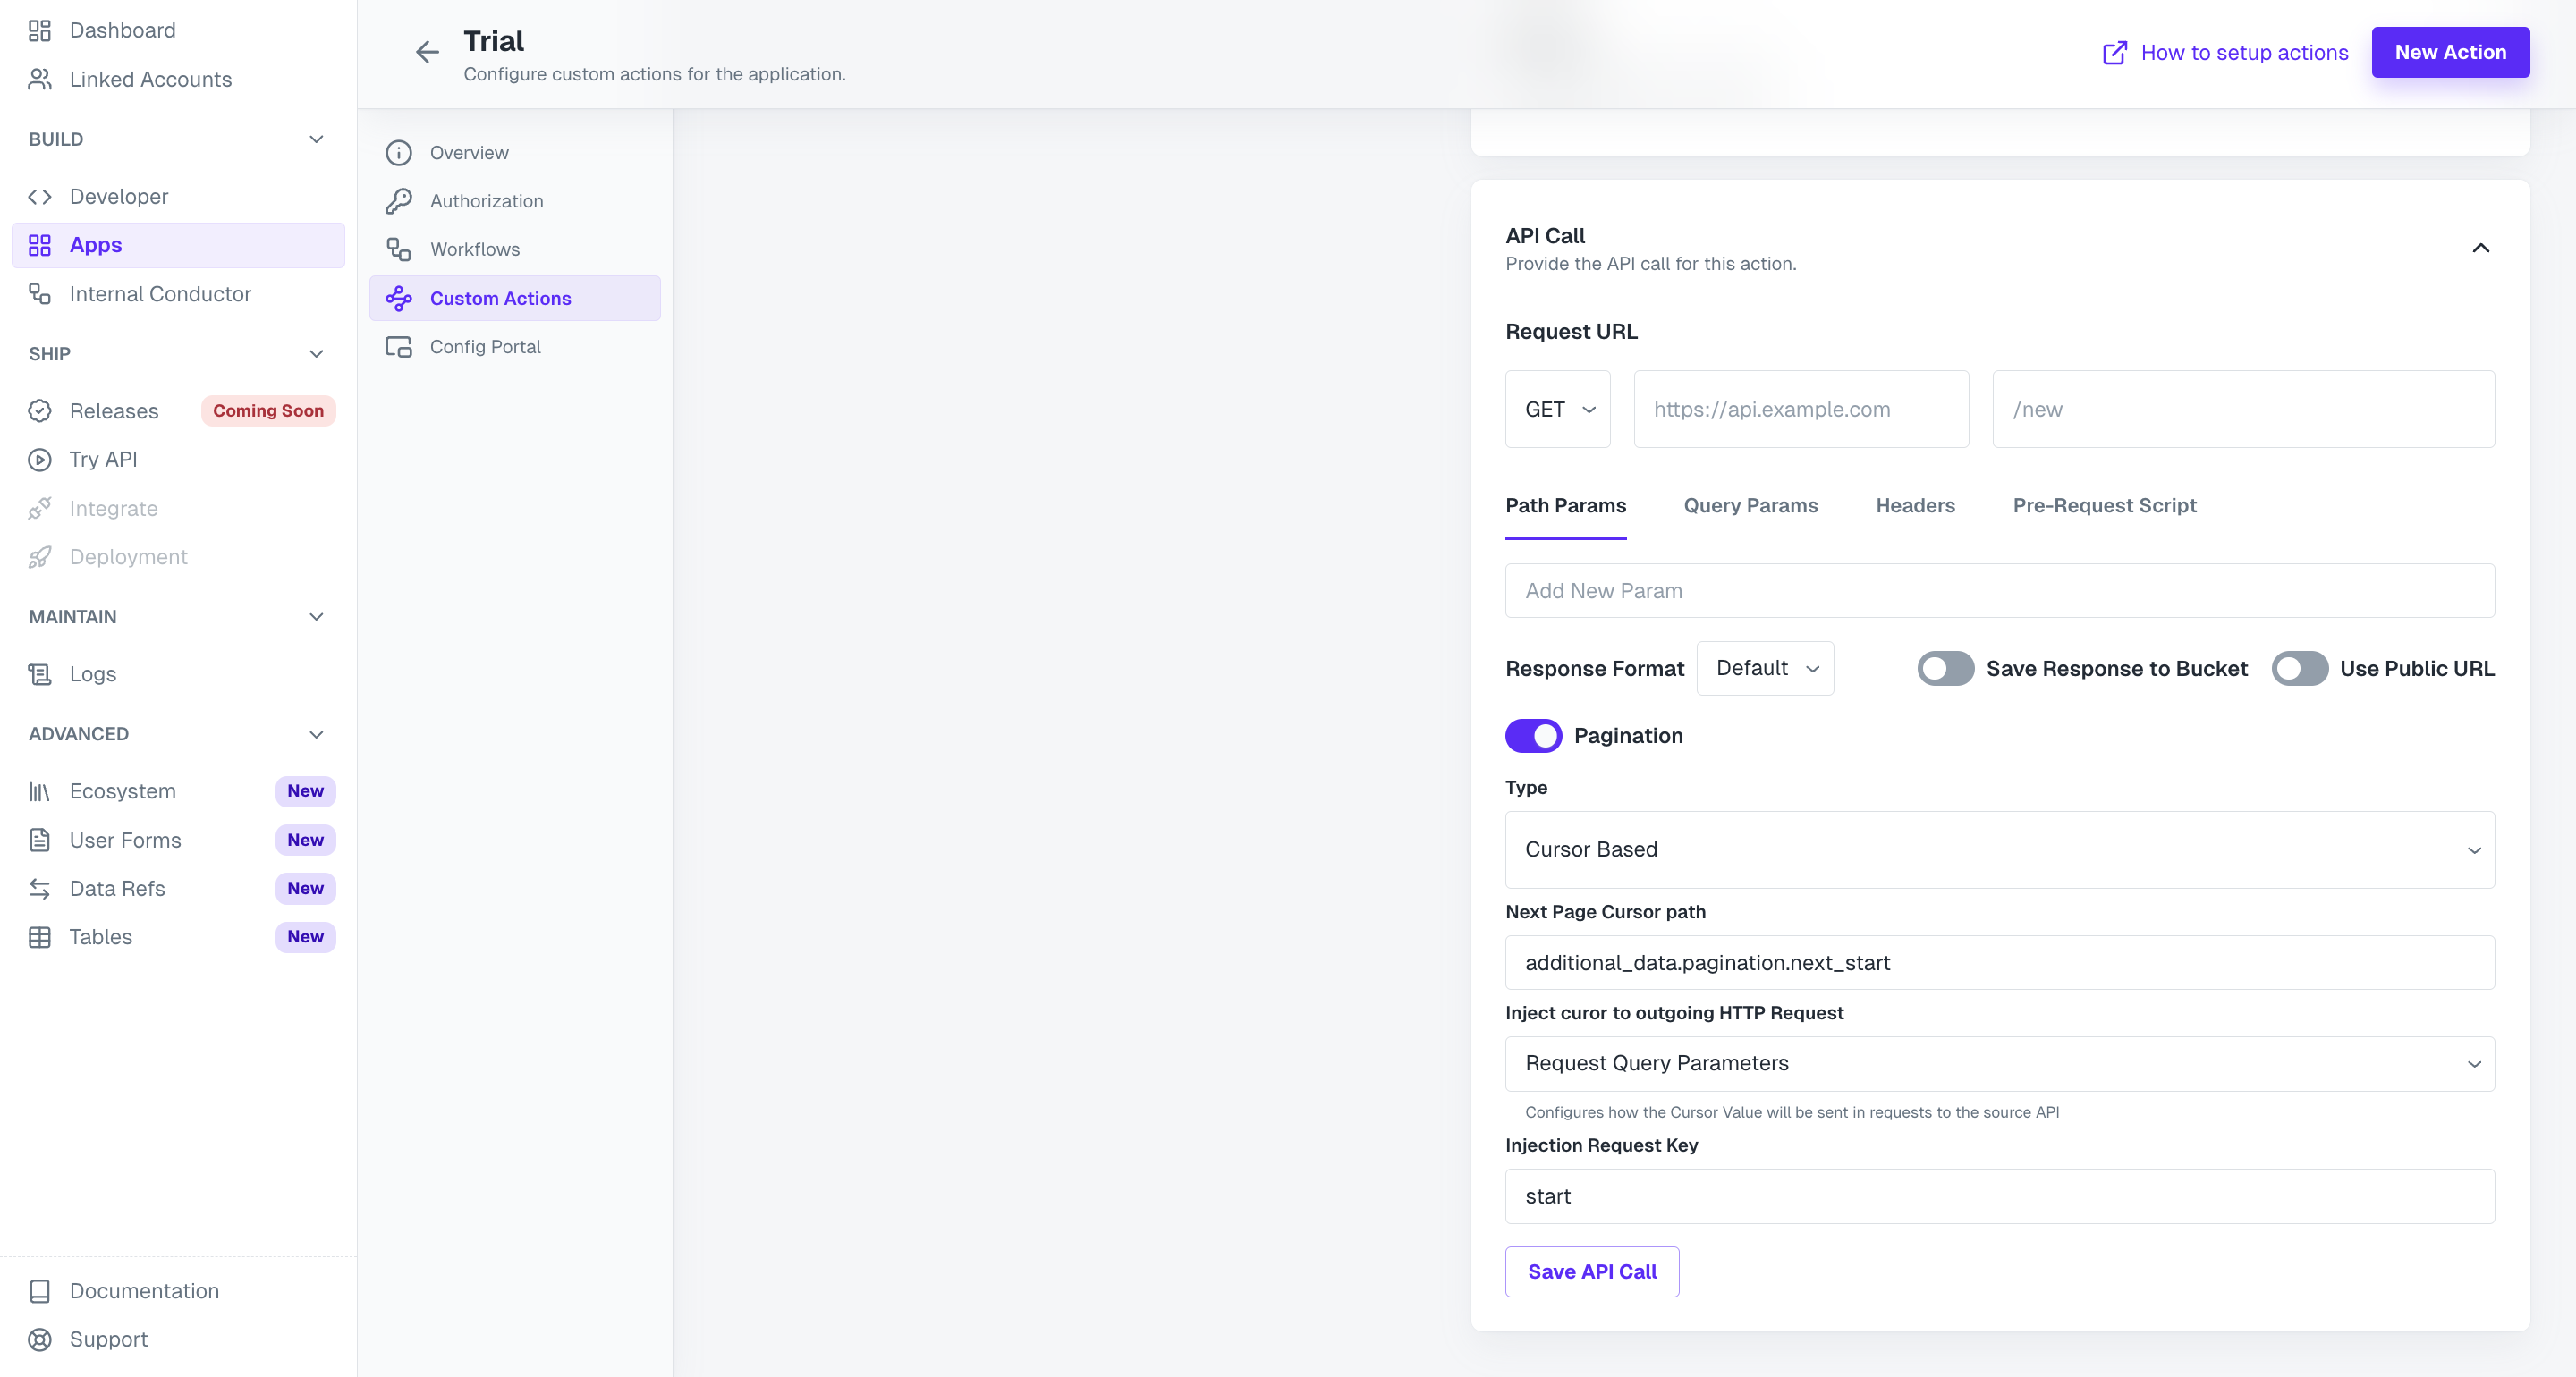 Dashboard
Linked Accounts
BUILD
Developer
Apps
Internal Conductor
SHIP
Releases
Coming Soon
Try API
Integrate
Deployment
MAINTAIN
Logs
ADVANCED
Ecosystem
New
User Forms
New
Data Refs
New
Tables
New
Documentation
Support
Trial
Configure custom actions for the application.
How to setup actions
New Action
Overview
Authorization
Workflows
Custom Actions
Config Portal
API Call
Provide the API call for this action.
Request URL
GET
https://api.example.com
/new
Path Params
Query Params
Headers
Pre-Request Script
Add New Param
Response Format
Default
Save Response to Bucket
Use Public URL
Pagination
Type
Cursor Based
Next Page Cursor path
additional_data.pagination.next_start
Inject curor to outgoing HTTP Request
Request Query Parameters
Configures how the Cursor Value will be sent in requests to the source API
Injection Request Key
start
Save API Call